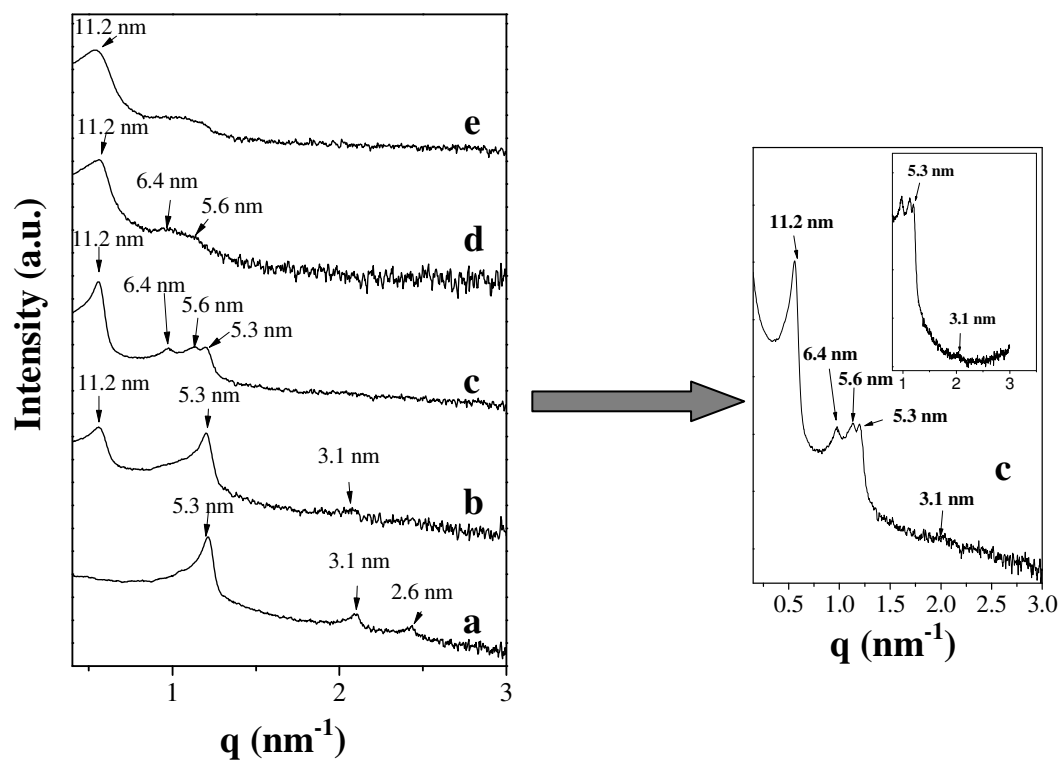 11.2 nm
e
11.2 nm
6.4 nm
5.6 nm
d
11.2 nm
6.4 nm
5.6 nm
5.3 nm
c
11.2 nm
5.3 nm
3.1 nm
b
5.3 nm
3.1 nm
2.6 nm
a
Intensity (a.u.)
1 2 3
q (nm-1)
5.3 nm
3.1 nm
1 2 3
11.2 nm
6.4 nm
5.6 nm
5.3 nm
c
3.1 nm
0.5 1.0 1.5 2.0 2.5 3.0
q (nm-1)